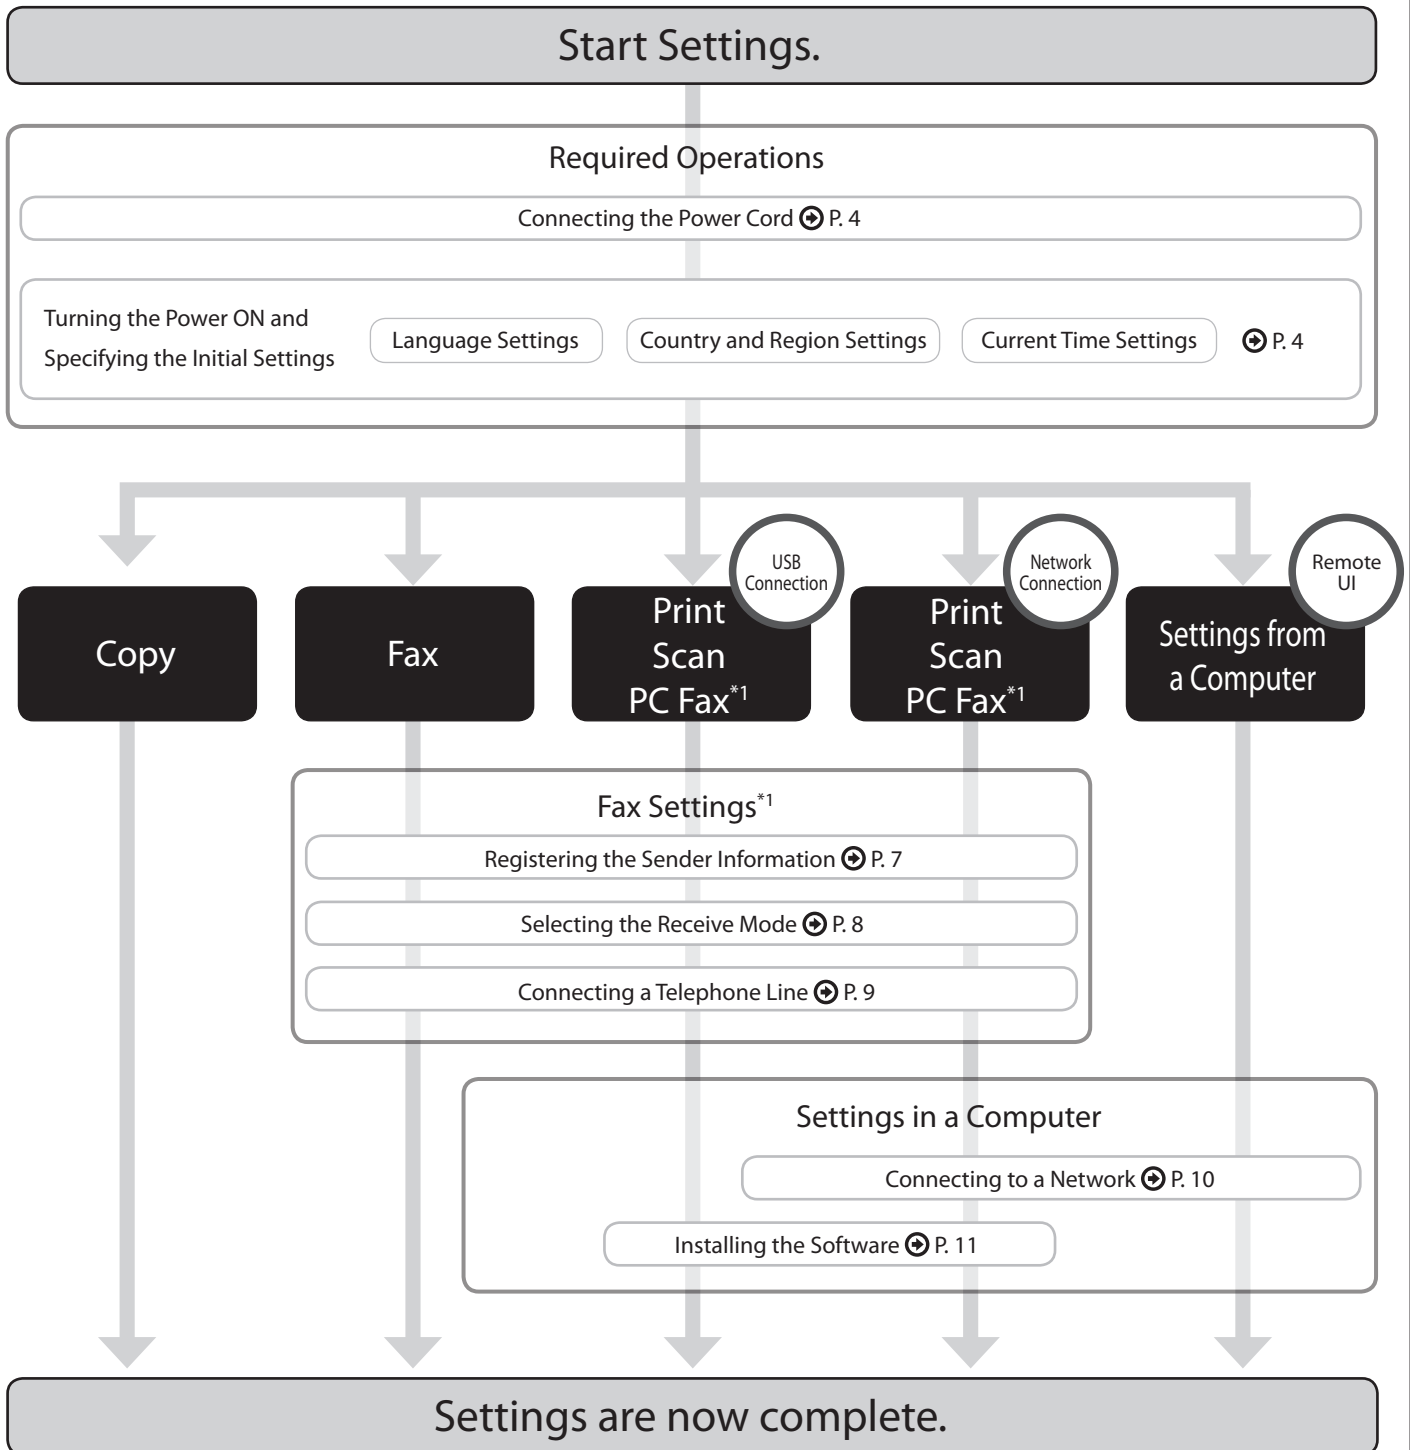 Start Settings.
Required Operations
Connecting the Power Cord P. 4
Turning the Power ON and
Specifying the Initial Settings
Language Settings
Country and Region Settings
Current Time Settings
P. 4
Copy
Fax
USB
Connection
Print
Scan
PC Fax*1
Network
Connection
Print
Scan
PC Fax*1
Remote
UI
Settings from
a Computer
Fax Settings*1
Registering the Sender Information P. 7
Selecting the Receive Mode P. 8
Connecting a Telephone Line P. 9
Settings in a Computer
Connecting to a Network P. 10
Installing the Software P. 11
Settings are now complete.